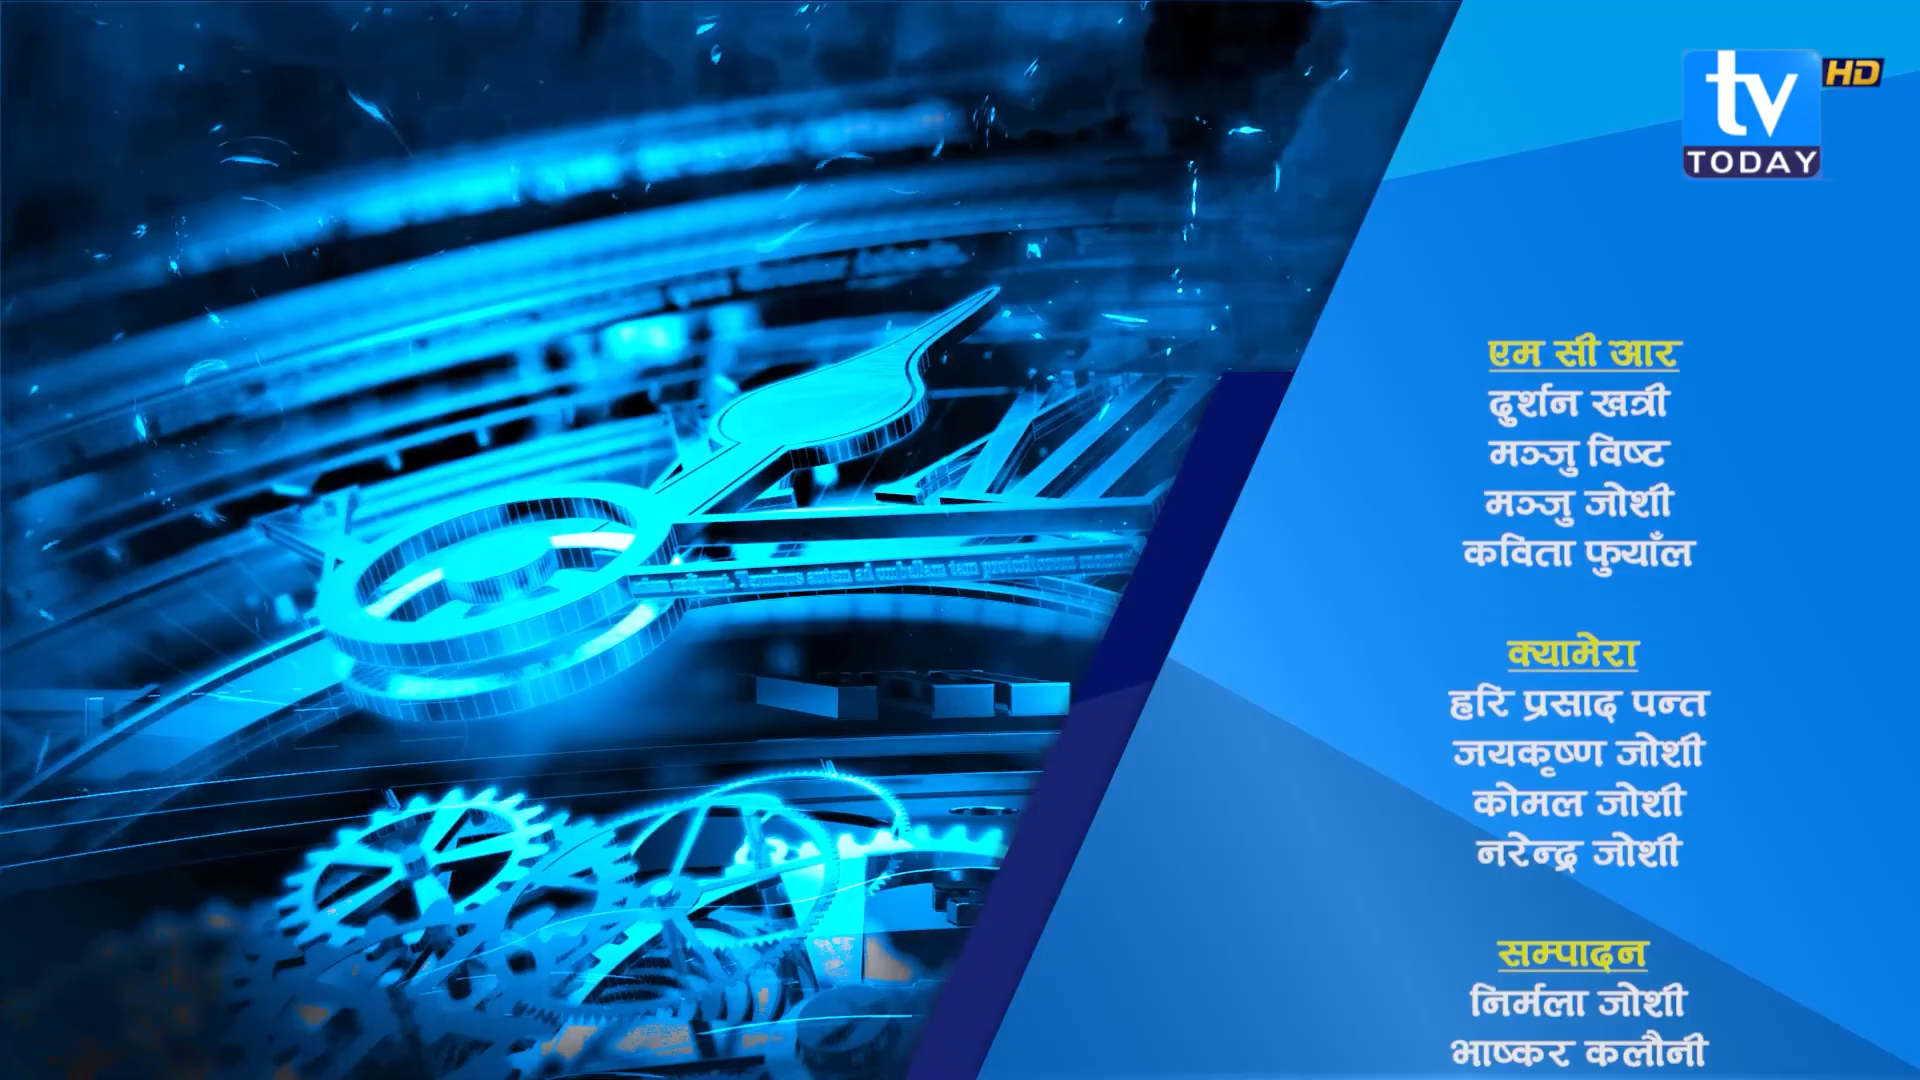 tv HD
TODAY
एम सी आर
दुर्शन खत्री
मञ्जु विष्ट
मञ्जु जोशी
कविता फुयाँल
क्यामेरा
हरि प्रसाद पन्त
जयकृष्ण जोशी
कोमल जोशी
नरेन्द्र जोशी
सम्पादन
निर्मला जोशी
भाष्कर कलौनी